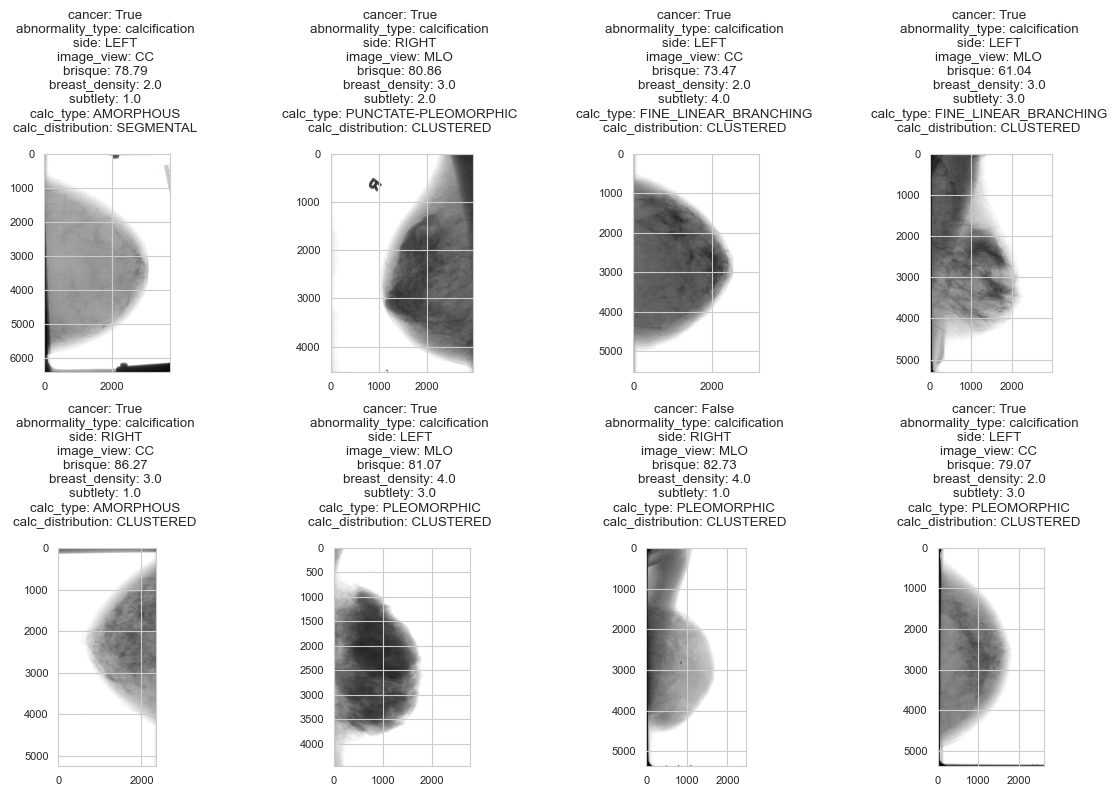 cancer: True
abnormality_type: calcification
side: LEFT
image_view: CC
brisque: 78.79
breast_density: 2.0
subtlety: 1.0
calc_type: AMORPHOUS
calc_distribution: SEGMENTAL
0
1000
2000
3000
4000
5000
6000
0
2000
cancer: True
abnormality_type: calcification
side: RIGHT
image_view: MLO
brisque: 80.86
breast_density: 3.0
subtlety: 2.0
calc_type: PUNCTATE-PLEOMORPHIC
calc_distribution: CLUSTERED
0
1000
2000
3000
4000
0
1000
2000
cancer: True
abnormality_type: calcification
side: LEFT
image_view: CC
brisque: 73.47
breast_density: 2.0
subtlety: 4.0
calc_type: FINE_LINEAR_BRANCHING
calc_distribution: CLUSTERED
0
1000
2000
3000
4000
5000
0
2000
cancer: True
abnormality_type: calcification
side: LEFT
image_view: MLO
brisque: 61.04
breast_density: 3.0
subtlety: 3.0
calc_type: FINE_LINEAR_BRANCHING
calc_distribution: CLUSTERED
0
1000
2000
3000
4000
5000
0
1000
2000
cancer: True
abnormality_type: calcification
side: RIGHT
image_view: CC
brisque: 86.27
breast_density: 3.0
subtlety: 1.0
calc_type: AMORPHOUS
calc_distribution: CLUSTERED
0
1000
2000
3000
4000
5000
0
2000
cancer: True
abnormality_type: calcification
side: LEFT
image_view: MLO
brisque: 81.07
breast_density: 4.0
subtlety: 3.0
calc_type: PLEOMORPHIC
calc_distribution: CLUSTERED
0
500
1000
1500
2000
2500
3000
3500
4000
0
1000
2000
cancer: False
abnormality_type: calcification
side: RIGHT
image_view: MLO
brisque: 82.73
breast_density: 4.0
subtlety: 1.0
calc_type: PLEOMORPHIC
calc_distribution: CLUSTERED
0
1000
2000
3000
4000
5000
0
1000
2000
cancer: True
abnormality_type: calcification
side: LEFT
image_view: CC
brisque: 79.07
breast_density: 2.0
subtlety: 3.0
calc_type: PLEOMORPHIC
calc_distribution: CLUSTERED
0
1000
2000
3000
4000
5000
0
1000
2000